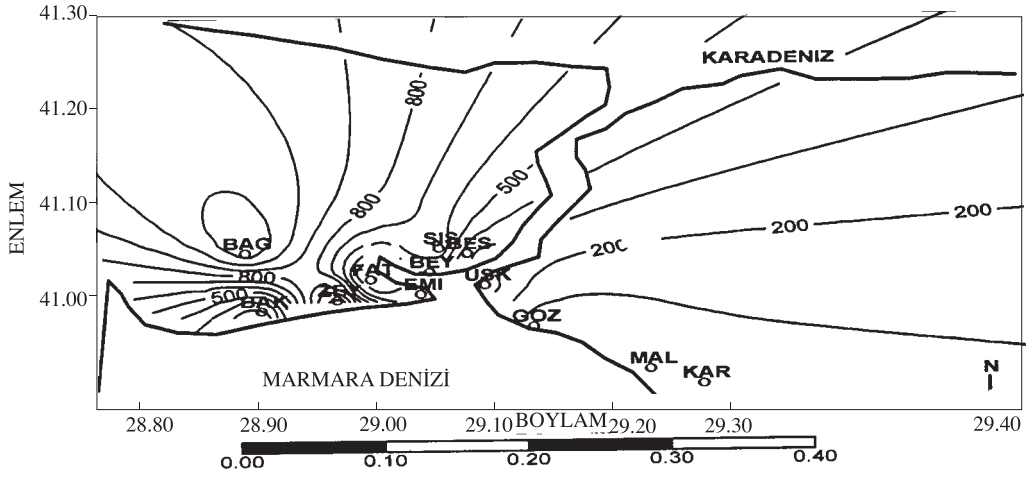 41.30
KARADENIZ
800
41.20
ENLEM
500
41.10
800
200
200
SIS BES
BAG
200
BEY
FAT
USK
800
EMI
41.00
500
ZEY
BAK
GOZ
MAL
KAR
N
MARMARA DENİZİ
28.80 28.90 29.00 29.10 BOYLAM 29.20 29.30 29.40
0.00 0.10 0.20 0.30 0.40